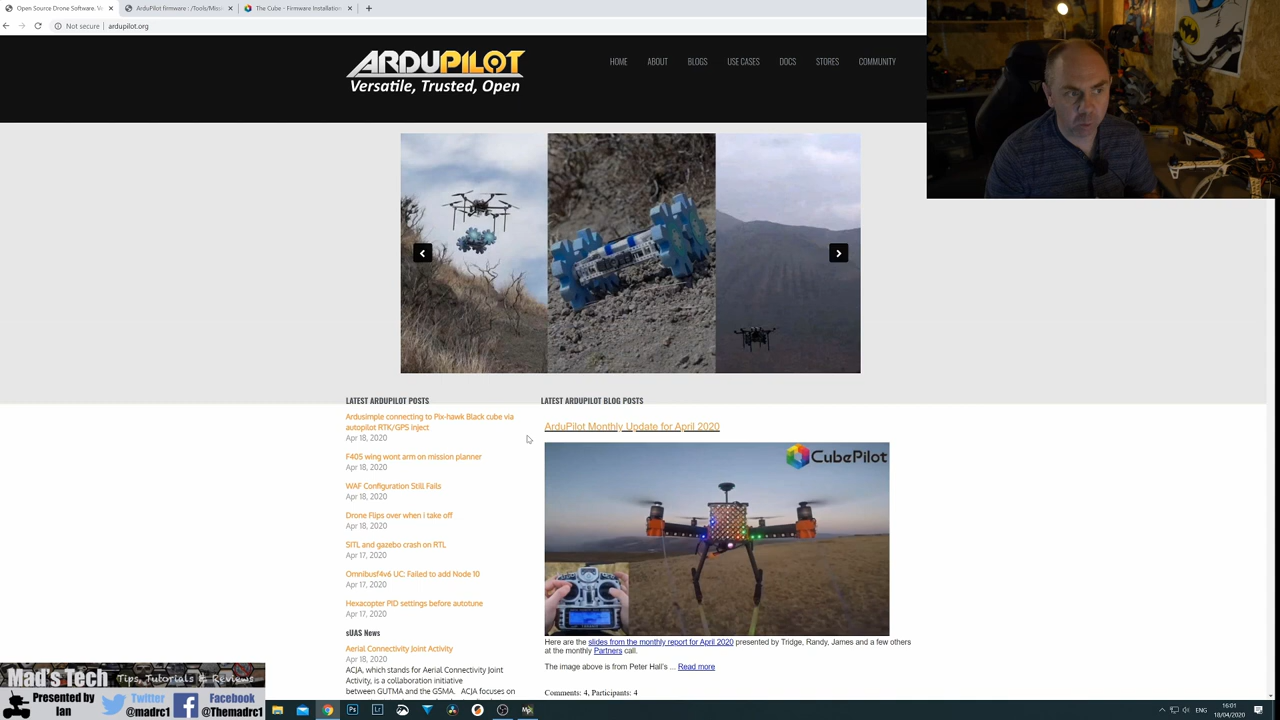 Open Source Drone Software. Ve
ArduPilot firmware : /Tools/Miss
The Cube - Firmware Installation
Not secure
ardupilot.org
ARDUPILOT
Versatile, Trusted, Open
HOME
ABOUT
BLOGS
USE CASES
DOCS
STORES
COMMUNITY
LATEST ARDUPILOT POSTS
Ardusimple connecting to Pix-hawk Black cube via
autopilot RTK/GPS inject
Apr 18, 2020
F405 wing wont arm on mission planner
Apr 18, 2020
WAF Configuration Still Fails
Apr 18, 2020
Drone Flips over when i take off
Apr 18, 2020
SITL and gazebo crash on RTL
Apr 17, 2020
Omnibusf4v6 UC: Failed to add Node 10
Apr 17, 2020
Hexacopter PID settings before autotune
Apr 17, 2020
sUAS News
Aerial Connectivity Joint Activity
Apr 18, 2020
ACJA, which stands for Aerial Connectivity Joint
Activity, is a collaboration initiative
between GUTMA and the GSMA. ACJA focuses on
LATEST ARDUPILOT BLOG POSTS
ArduPilot Monthly Update for April 2020
CubePilot
Here are the slides from the monthly report for April 2020 presented by Tridge, Randy, James and a few others
at the monthly Partners call.
The image above is from Peter Hall's ... Read more
Comments: 4, Participants: 4
Mad's Tech
Tips, Tutorials & Reviews
Presented by
Ian
Twitter
@madrc1
Facebook
@Themadrc1
Ps
Lr
ENG
16:01
18/04/2020